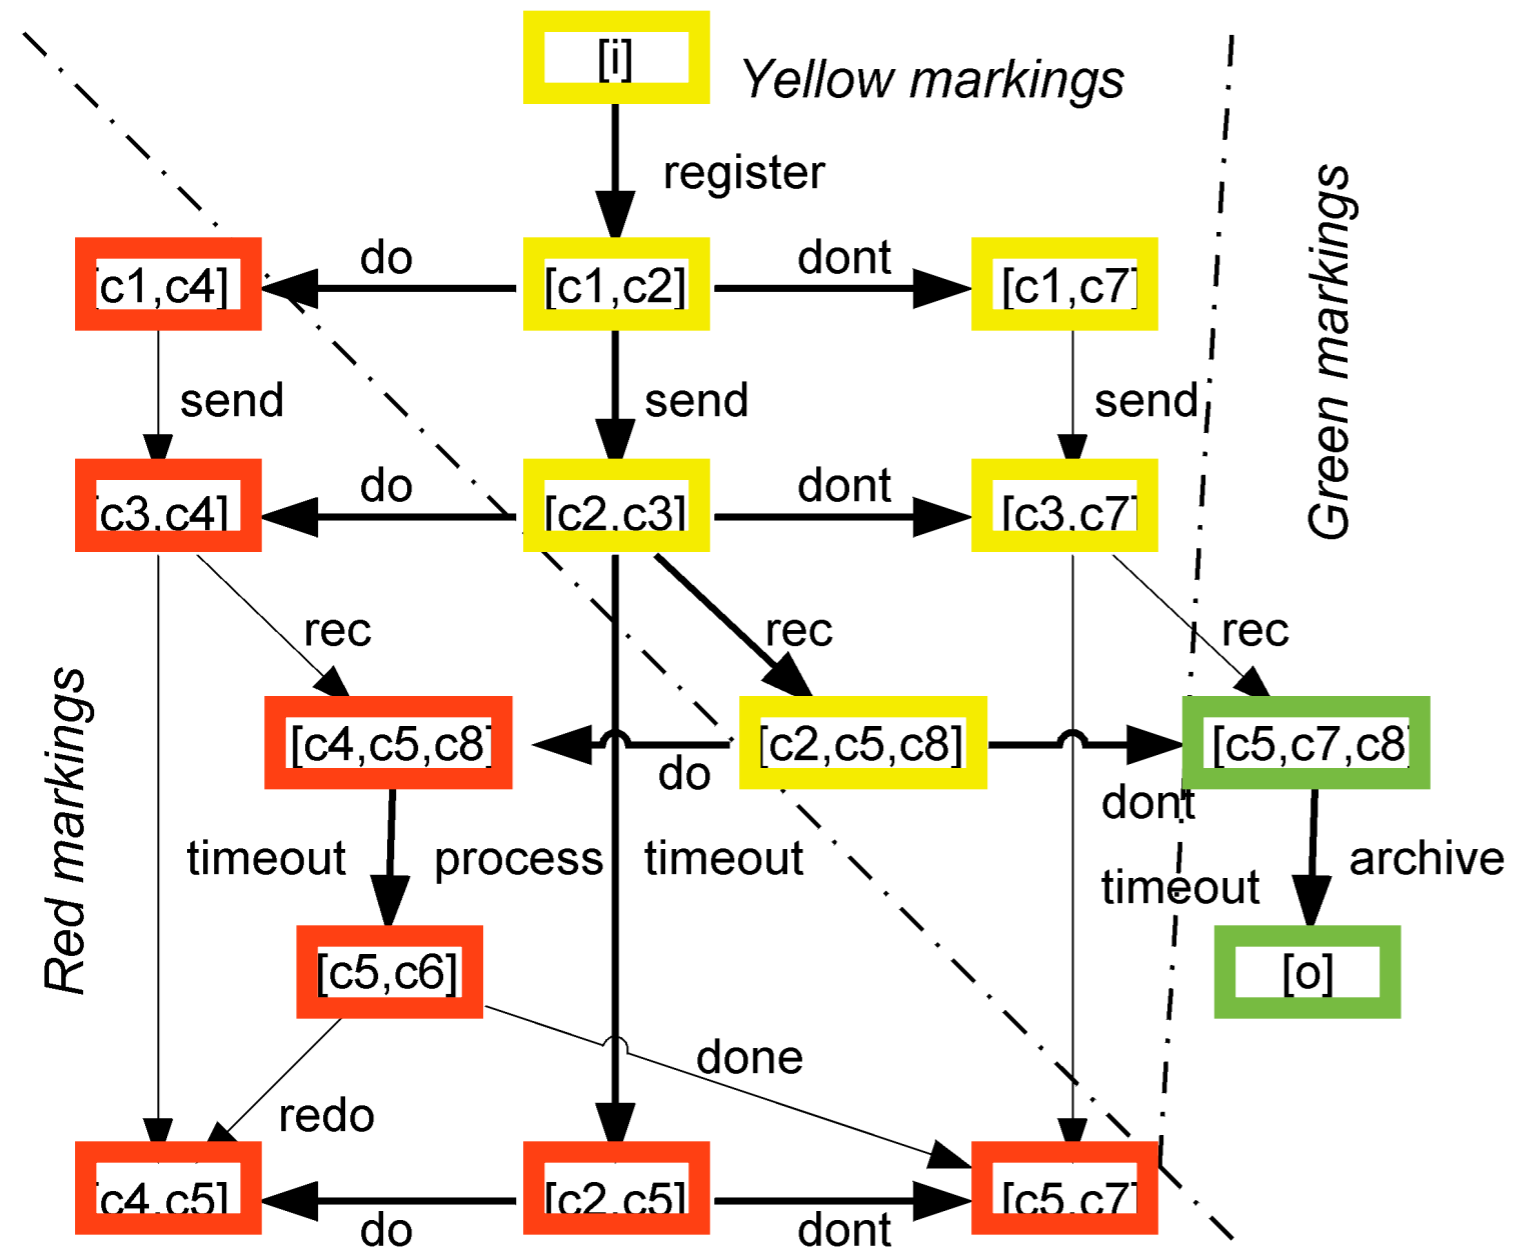 [i]
Yellow markings
register
Green markings
do
dont
[c1,c4]
[c1,c2]
[c1,c7]
send
send
send
do
dont
[c3,c4]
[c2,c3]
[c3,c7]
rec
rec
rec
Red markings
[c4,c5,c8]
[c2,c5,c8]
[c5,c7,c8]
do
dont
timeout
process
timeout
archive
timeout
[c5,c6]
[o]
done
redo
[c4,c5]
[c2,c5]
[c5,c7]
do
dont